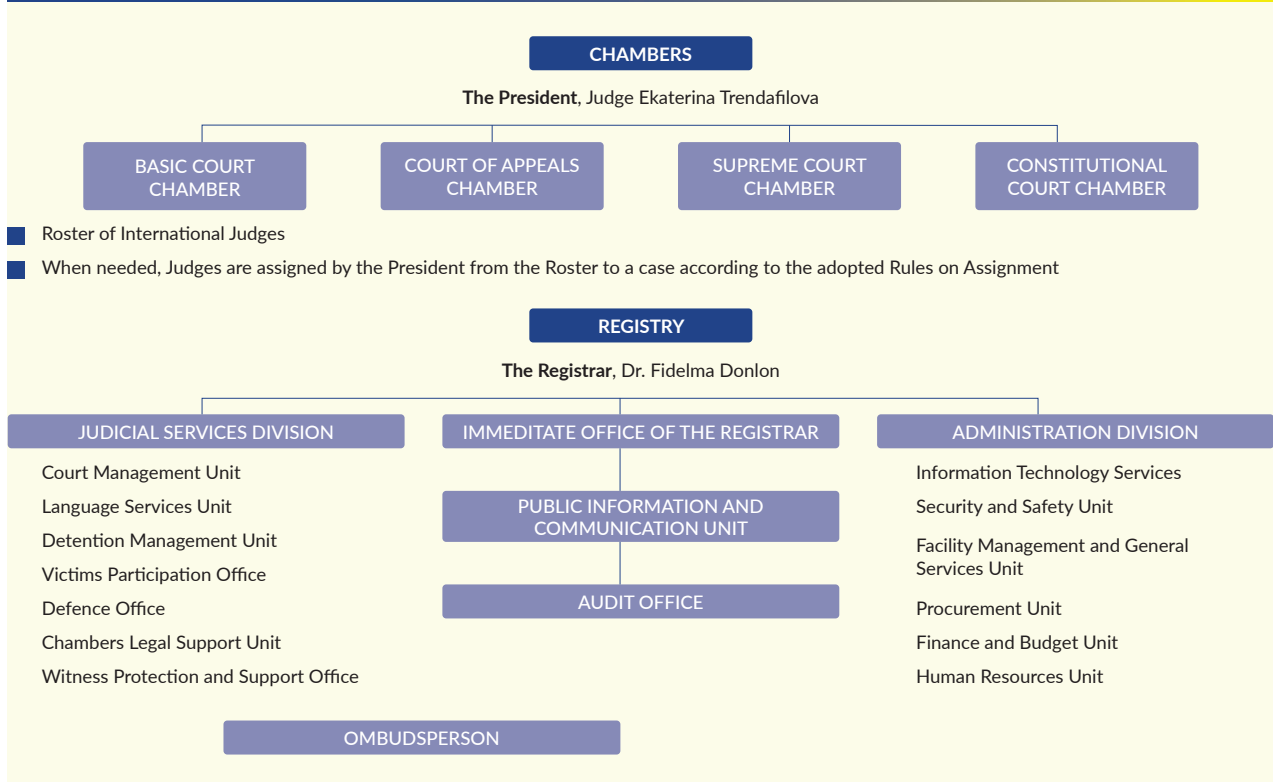 CHAMBERS
The President, Judge Ekaterina Trendafilova
BASIC COURT
CHAMBER
COURT OF APPEALS
CHAMBER
SUPREME COURT
CHAMBER
CONSTITUTIONAL
COURT CHAMBER
Roster of International Judges
When needed, Judges are assigned by the President from the Roster to a case according to the adopted Rules on Assignment
REGISTRY
The Registrar, Dr. Fidelma Donlon
JUDICIAL SERVICES DIVISION
Court Management Unit
Language Services Unit
Detention Management Unit
Victims Participation Office
Defence Office
Chambers Legal Support Unit
Witness Protection and Support Office
IMMEDITATE OFFICE OF THE REGISTRAR
PUBLIC INFORMATION AND
COMMUNICATION UNIT
AUDIT OFFICE
ADMINISTRATION DIVISION
Information Technology Services
Security and Safety Unit
Facility Management and General
Services Unit
Procurement Unit
Finance and Budget Unit
Human Resources Unit
OMBUDSPERSON